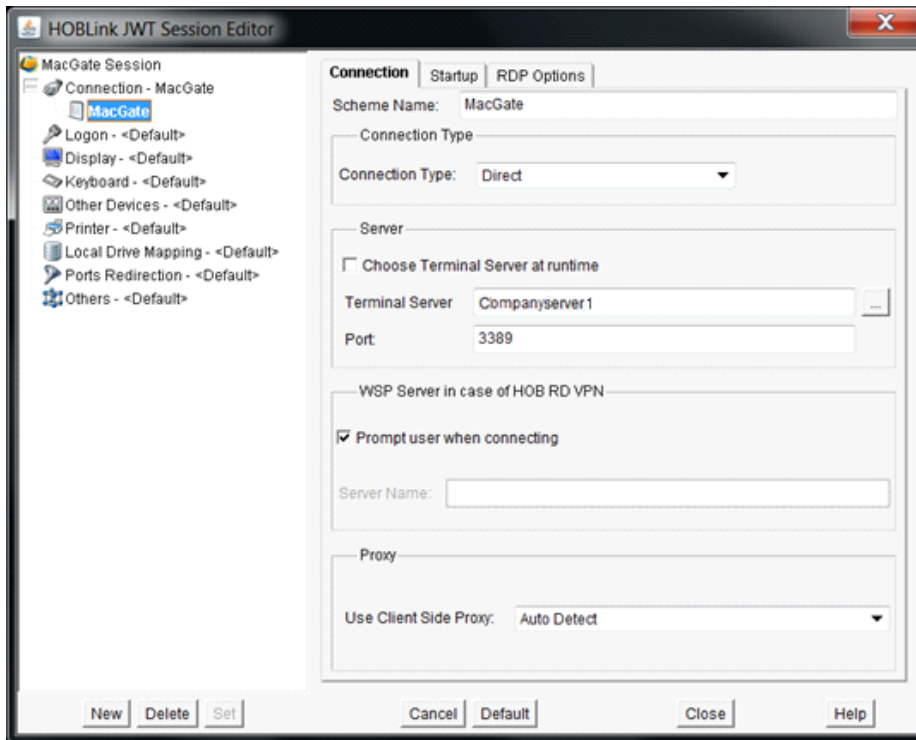 HOBLink JWT Session Editor
MacGate Session
Connection - MacGate
MacGate
Logon - <Default>
Display - <Default>
Keyboard - <Default>
Other Devices - <Default>
Printer - <Default>
Local Drive Mapping - <Default>
Ports Redirection - <Default>
Others - <Default>
Connection Startup RDP Options
Scheme Name: MacGate
Connection Type
Connection Type: Direct
Server
Choose Terminal Server at runtime
Terminal Server Companyserver1 ...
Port: 3389
WSP Server in case of HOB RD VPN
Prompt user when connecting
Server Name:
Proxy
Use Client Side Proxy: Auto Detect
New Delete Set Cancel Default Close Help